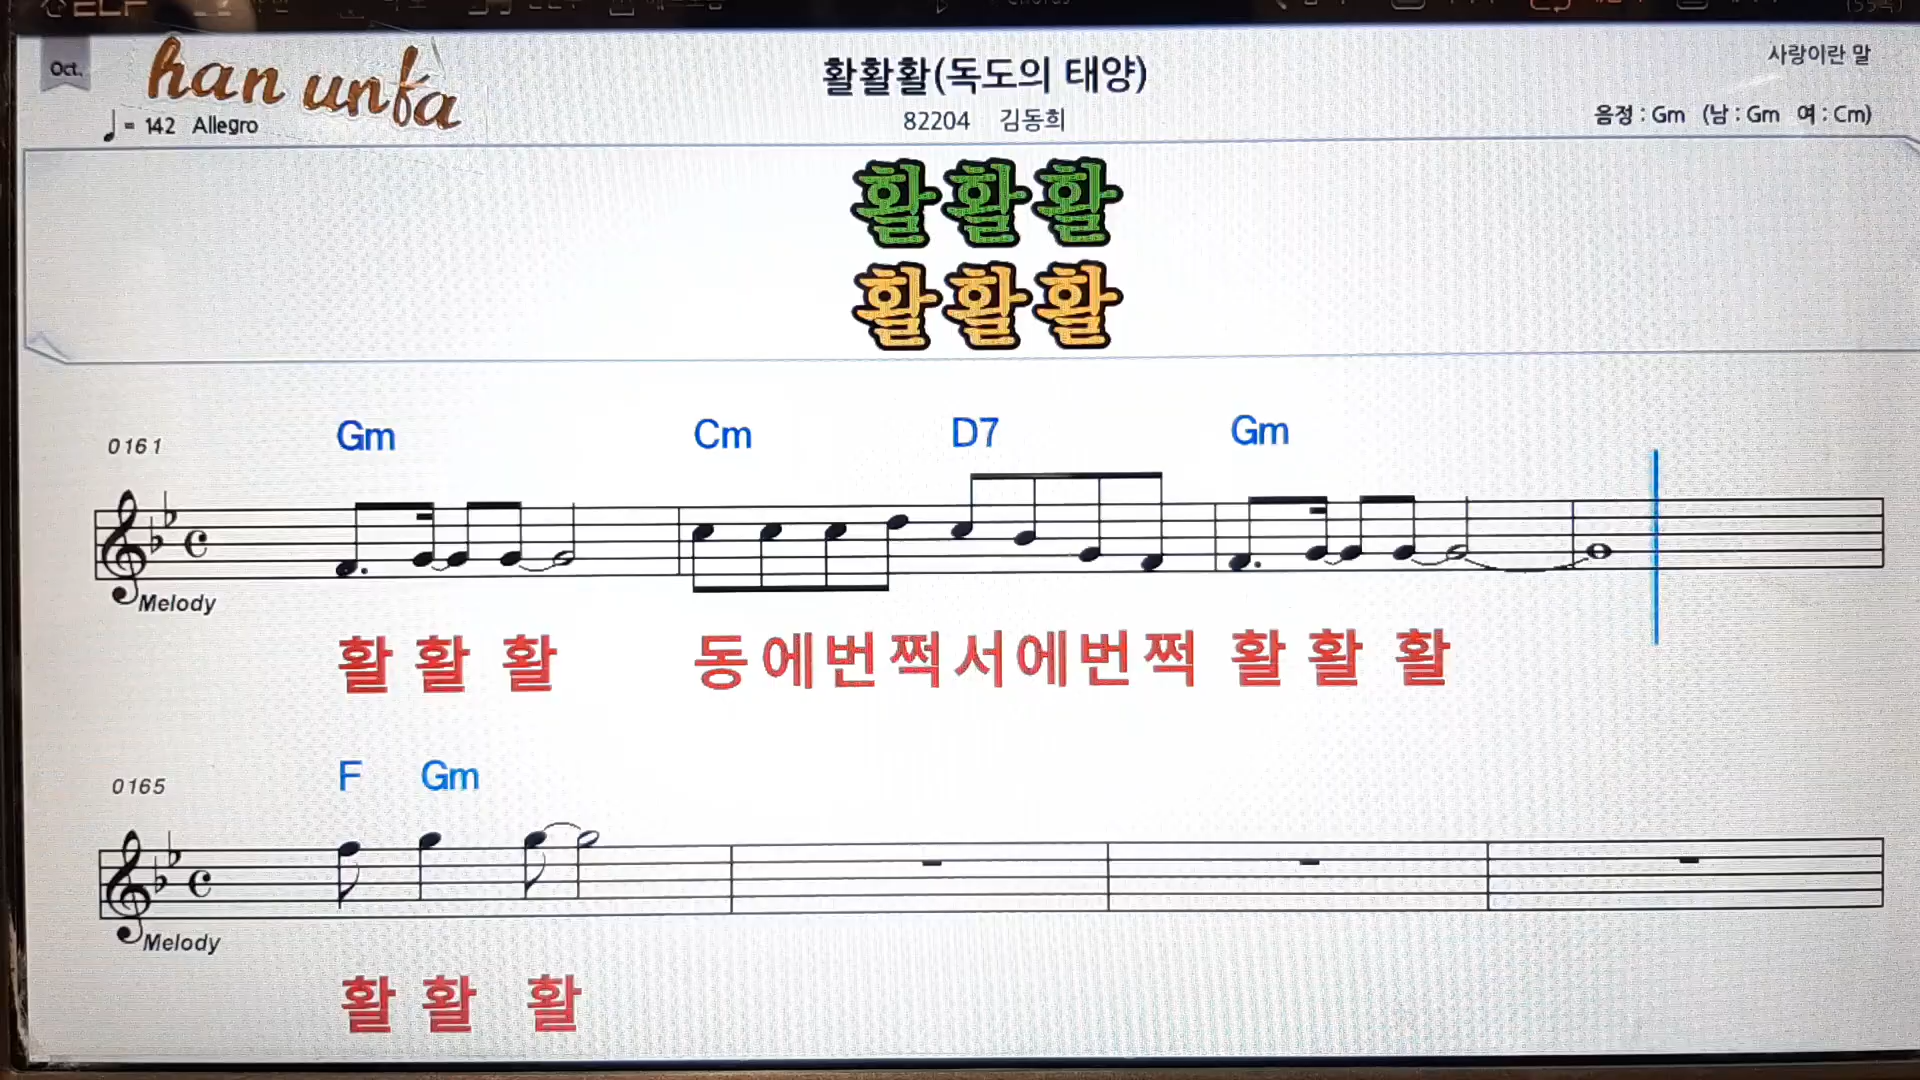 Oct.
han unfa
= 142 Allegro
활활활(독도의 태양)
82204 김동희
사랑이란 말
음정 : Gm (남 : Gm 여 : Cm)
활활활
활활활
0161
Gm Cm D7 Gm
Melody
활 활 활 동에번쩍서에번쩍 활 활 활
0165
F Gm
Melody
활 활 활